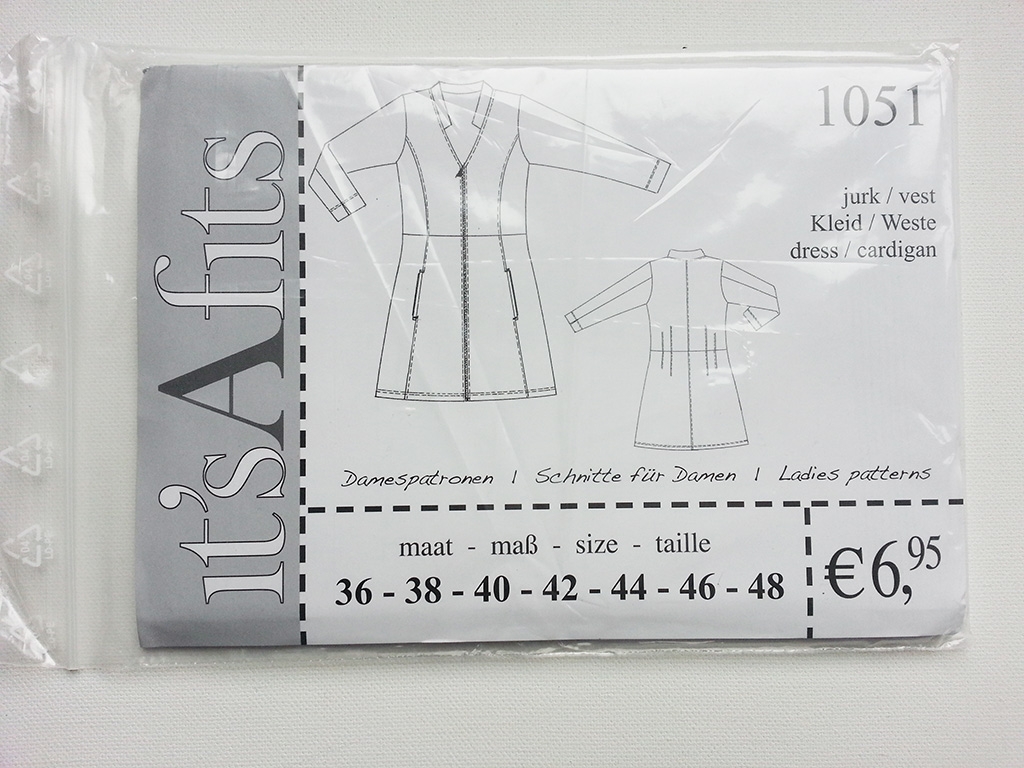 it'sAfits
1051
jurk / vest
Kleid / Weste
dress / cardigan
Damespatronen | Schnitte für Damen | Ladies patterns
maat - maß - size - taille
36 - 38 - 40 - 42 - 44 - 46 - 48
€6,95